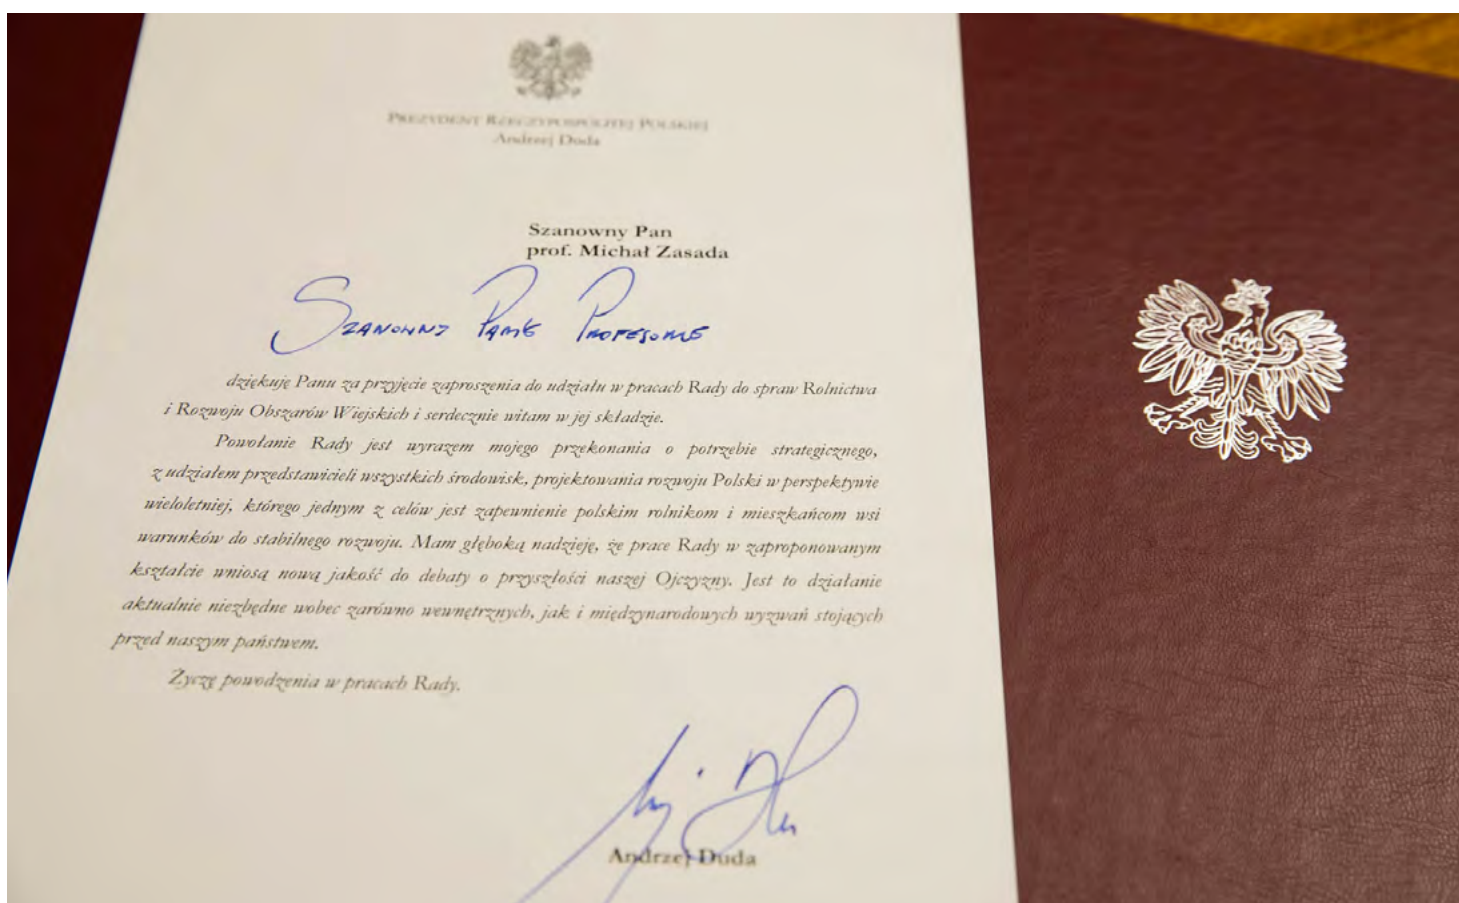 PREZYDENT RZECZYPOSPOLITEJ POLSKIEJ
Andrzej Duda
Szanowny Pan
prof. Michał Zasada
SZANOWNY PANIE PROFESORZE
dziękuję Panu za przyjęcie zaproszenia do udziału w pracach Rady do spraw Rolnictwa
i Rozwoju Obszarów Wiejskich i serdecznie witam w jej składzie.
Powołanie Rady jest wyrazem mojego przekonania o potrzebie strategicznego,
z udziałem przedstawicieli wszystkich środowisk, projektowania rozwoju Polski w perspektywie
wieloletniej, którego jednym z celów jest zapewnienie polskim rolnikom i mieszkańcom wsi
warunków do stabilnego rozwoju. Mam głęboką nadzieję, że prace Rady w zaproponowanym
kształcie wniosą nową jakość do debaty o przyszłości naszej Ojczyzny. Jest to działanie
aktualnie niezbędne wobec zarówno wewnętrznych, jak i międzynarodowych wyzwań stojących
przed naszym państwem.
Życzę powodzenia w pracach Rady.
Andrzej Duda